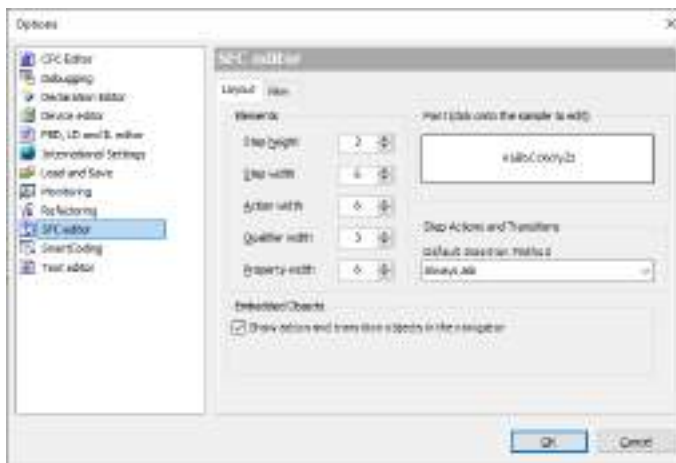 Options
CFC Editor
Debugging
Declaration Editor
Device editor
FBD, LD and IL editor
International Settings
Load and Save
Monitoring
Refactoring
SFC editor
SmartCoding
Text editor
SFC editor
Layout View
Elements
Step height 2
Step width 6
Action width 6
Qualifier width 3
Property width 6
Font (click onto the sample to edit)
AaBbCcXxYyZz
Step Actions and Transitions
Default Insertion Method
Always ask
Embedded Objects
Show action and transition objects in the navigator
OK
Cancel